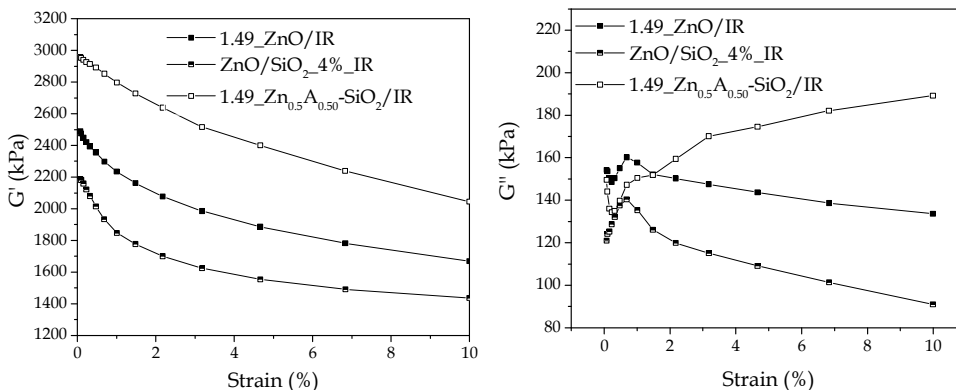 3200
3000
2800
2600
2400
2200
2000
1800
1600
1400
1200
G' (kPa)
1.49_ZnO/IR
ZnO/SiO₂_4%_IR
1.49_Zn₀.₅A₀.₅₀-SiO₂/IR
0 2 4 6 8 10
Strain (%)
220
200
180
160
140
120
100
80
G'' (kPa)
1.49_ZnO/IR
ZnO/SiO₂_4%_IR
1.49_Zn₀.₅A₀.₅₀-SiO₂/IR
0 2 4 6 8 10
Strain (%)